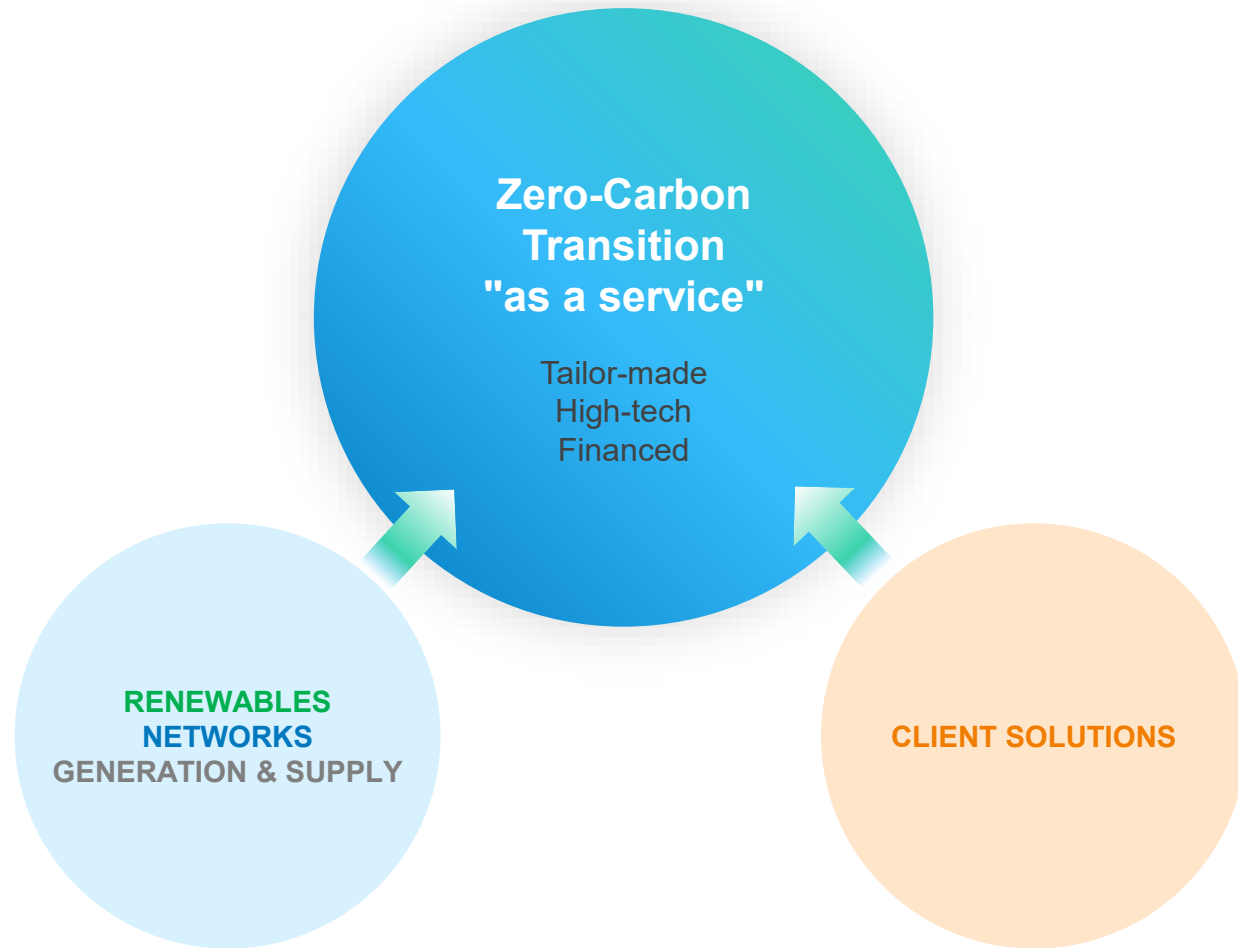 Zero-Carbon
Transition
"as a service"
Tailor-made
High-tech
Financed
RENEWABLES
NETWORKS
GENERATION & SUPPLY
CLIENT SOLUTIONS